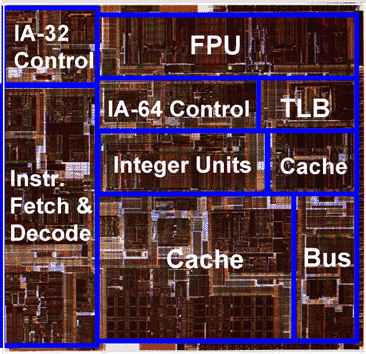 IA-32
Control
FPU
IA-64 Control
TLB
Integer Units
Cache
Instr.
Fetch &
Decode
Cache
Bus